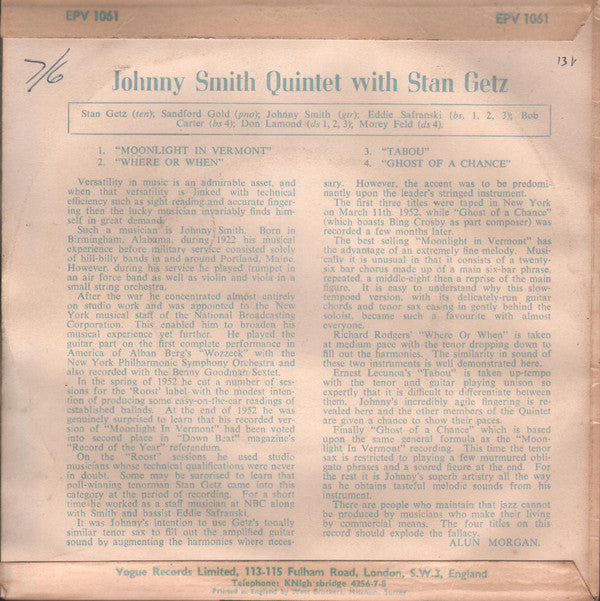 EPV 1061 EPV 1061
7/6
Johnny Smith Quintet with Stan Getz
Stan Getz (ten); Sandford Gold (pno); Johnny Smith (gtr); Eddie Safranski (bs, 1, 2, 3); Bob
Carter (bs 4); Don Lamond (ds 1, 2, 3); Morey Feld (ds 4).
1. "MOONLIGHT IN VERMONT"
2. "WHERE OR WHEN"
3. "TABOU"
4. "GHOST OF A CHANCE"
Versatility in music is an admirable asset, and
when that versatility is linked with technical
efficiency such as sight reading and accurate finger-
ing then the lucky musician invariably finds him-
self in great demand.
Such a musician is Johnny Smith. Born in
Birmingham, Alabama, during 1922 his musical
experience before military service consisted solely
of hill-billy bands in and around Portland, Maine.
However, during his service he played trumpet in
an air force band as well as violin and viola in a
small string orchestra.
After the war he concentrated almost entirely
on studio work and was appointed to the New
York musical staff of the National Broadcasting
Corporation. This enabled him to broaden his
musical experience yet further. He played the
guitar part on the first complete performance in
America of Alban Berg's "Wozzeck" with the
New York Philharmonic Symphony Orchestra and
also recorded with the Benny Goodman Sextet.
In the spring of 1952 he cut a number of ses-
sions for the "Roost" label with the modest inten-
tion of producing some easy-on-the-ear readings of
established ballads. At the end of 1952 he was
genuinely surprised to learn that his recorded ver-
sion of "Moonlight In Vermont" had been voted
into second place in "Down Beat" magazine's
"Record of the Year" referendum.
On the "Roost" sessions he used studio
musicians whose technical qualifications were never
in doubt. Some may be surprised to learn that
poll-winning tenorman Stan Getz came into this
category at the period of recording. For a short
time he worked as a staff musician at NBC along
with Smith and bassist Eddie Safranski.
It was Johnny's intention to use Getz's tonally
similar tenor sax to fill out the amplified guitar
sound by augmenting the harmonies where neces-
sary. However, the accent was to be predomi-
nantly upon the leader's stringed instrument.
The first three titles were taped in New York
on March 11th, 1952, while "Ghost of a Chance"
(which boasts Bing Crosby as part composer) was
recorded a few months later.
The best selling "Moonlight in Vermont" has
the advantage of an extremely fine melody. Musi-
cally it is unusual in that it consists of a twenty
six bar chorus made up of a main six-bar phrase,
repeated, a middle-eight then a reprise of the main
figure. It is easy to understand why this slow-
tempoed version, with its, delicately-run guitar
chords and tenor sax easing in gently behind the
soloist, became such a favourite with almost
everyone.
Richard Rodgers' "Where Or When" is taken
at medium pace with the tenor dropping down to
fill out the harmonies. The similarity in sound of
these two instruments is well demonstrated here.
Ernest Lecunoa's "Tabou" is taken up-tempo
with the tenor and guitar playing unison so
expertly that it is difficult to differentiate between
them. Johnny's incredibly agile fingering is re-
vealed here and the other members of the Quintet
are given a chance to show their paces.
Finally "Ghost of a Chance" which is based
upon the same general formula as the "Moon-
light In Vermont" recording. This time the tenor
sax is restricted to playing a few murmured obli-
gato phrases and a scored figure at the end. For
the rest it is Johnny's superb artistry all the way
as he obtains tasteful melodic sounds from his
instrument.
There are people who maintain that jazz cannot
be produced by musicians who make their living
by commercial means. The four titles on this
record should explode the fallacy.
ALUN MORGAN.
Vogue Records Limited, 113-115 Fulham Road, London, S.W.3, England
Telephone: KNIghtsbridge 4256-7-8
Printed in England by West Brothers, Mitcham, Surrey